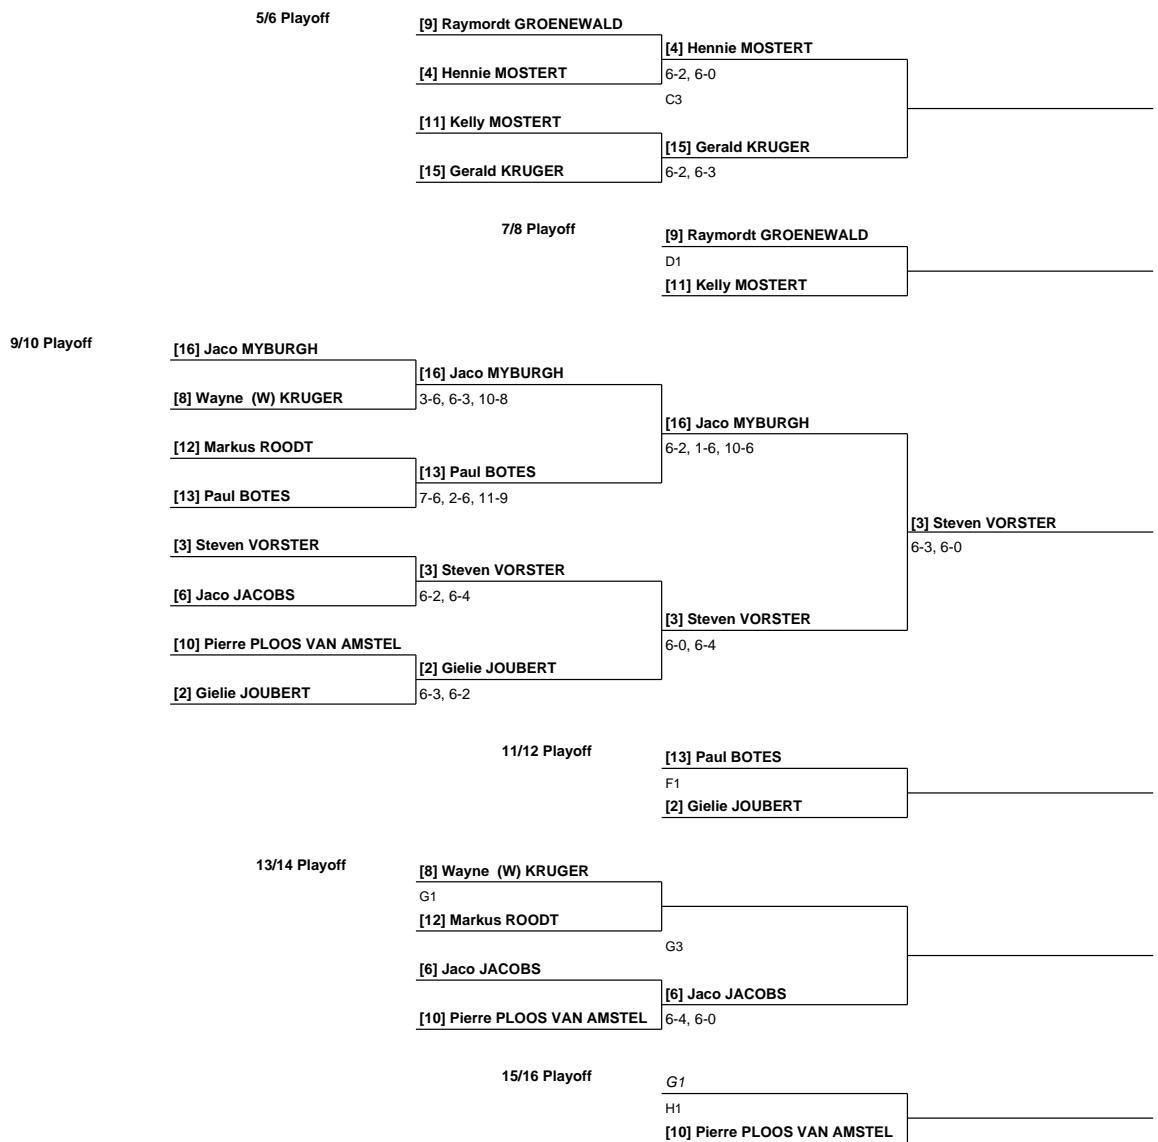 5/6 Playoff
[9] Raymordt GROENEWALD
[4] Hennie MOSTERT
[4] Hennie MOSTERT
6-2, 6-0
C3
[11] Kelly MOSTERT
[15] Gerald KRUGER
[15] Gerald KRUGER
6-2, 6-3
7/8 Playoff
[9] Raymordt GROENEWALD
D1
[11] Kelly MOSTERT
9/10 Playoff
[16] Jaco MYBURGH
[16] Jaco MYBURGH
[8] Wayne  (W) KRUGER
3-6, 6-3, 10-8
[16] Jaco MYBURGH
6-2, 1-6, 10-6
[12] Markus ROODT
[13] Paul BOTES
[13] Paul BOTES
7-6, 2-6, 11-9
[3] Steven VORSTER
6-3, 6-0
[3] Steven VORSTER
[3] Steven VORSTER
[6] Jaco JACOBS
6-2, 6-4
[3] Steven VORSTER
6-0, 6-4
[10] Pierre PLOOS VAN AMSTEL
[2] Gielie JOUBERT
[2] Gielie JOUBERT
6-3, 6-2
11/12 Playoff
[13] Paul BOTES
F1
[2] Gielie JOUBERT
13/14 Playoff
[8] Wayne  (W) KRUGER
G1
[12] Markus ROODT
G3
[6] Jaco JACOBS
[6] Jaco JACOBS
[10] Pierre PLOOS VAN AMSTEL
6-4, 6-0
15/16 Playoff
G1
H1
[10] Pierre PLOOS VAN AMSTEL